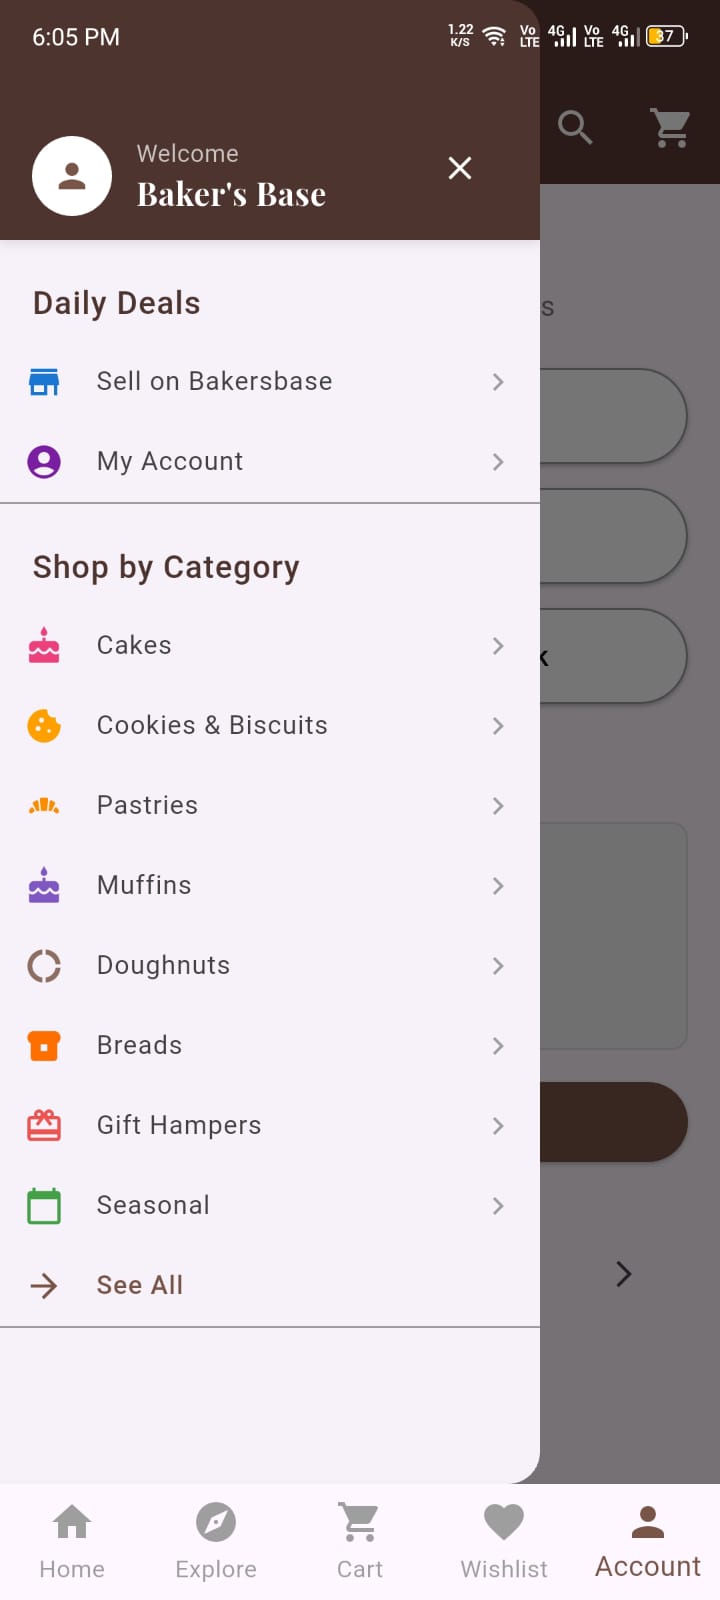 6:05 PM
1.22 K/S
Vo LTE 4G Vo LTE 4G 37
Welcome
Baker's Base
Daily Deals
s
Sell on Bakersbase
My Account
Shop by Category
Cakes
k
Cookies & Biscuits
Pastries
Muffins
Doughnuts
Breads
Gift Hampers
Seasonal
See All
Home Explore Cart Wishlist Account